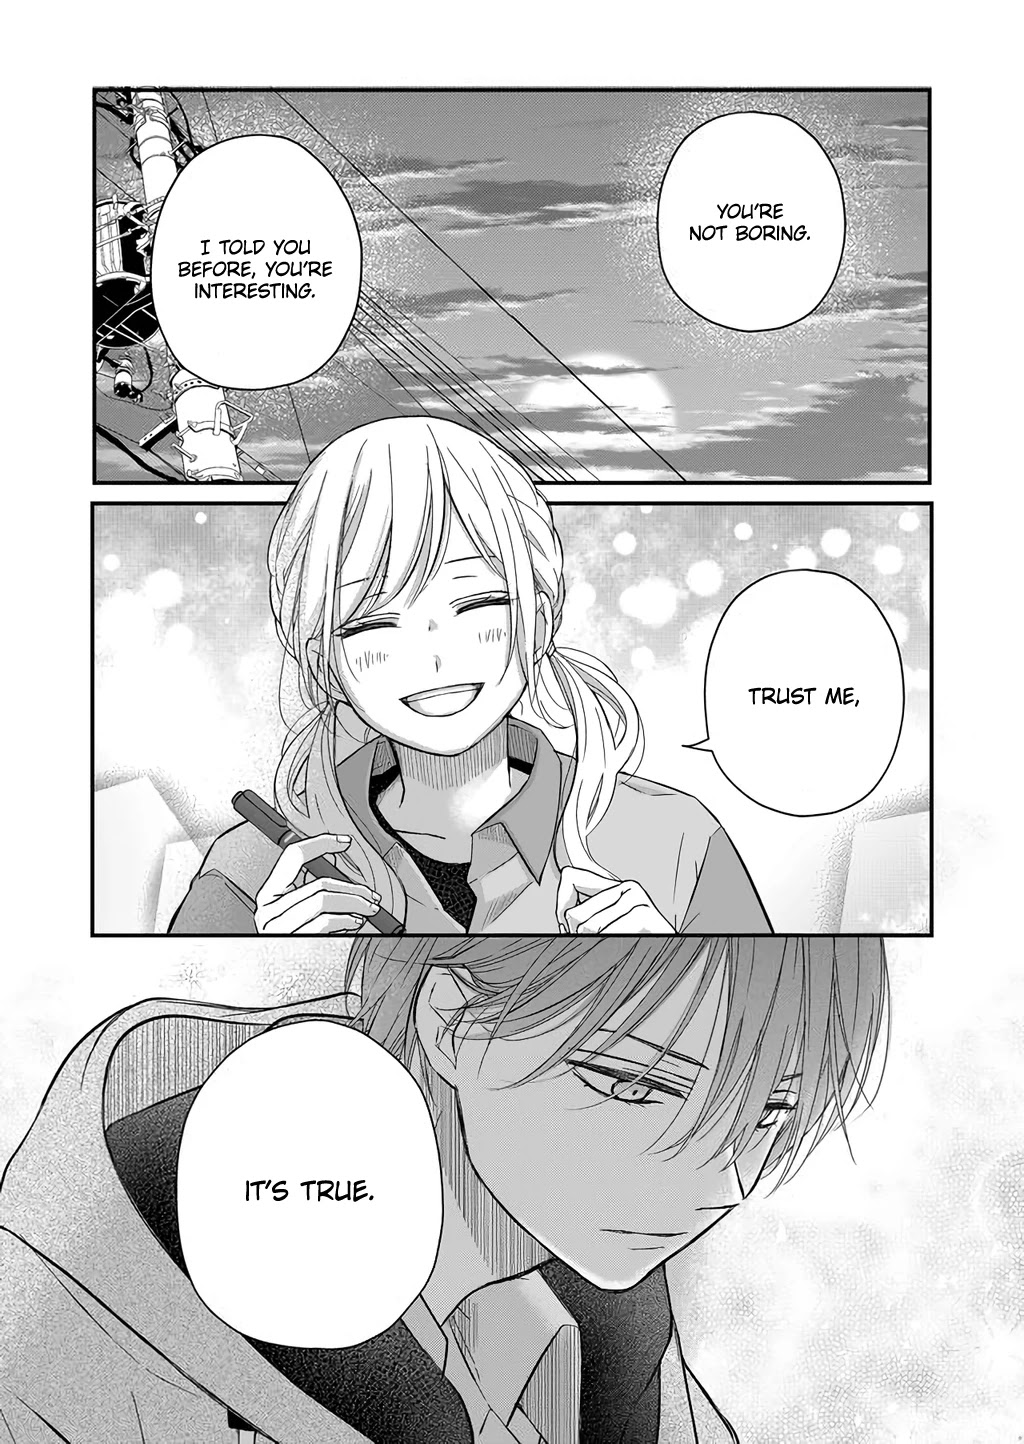 YOU'RE
NOT BORING.
I TOLD YOU
BEFORE, YOU'RE
INTERESTING.
TRUST ME,
IT'S TRUE.